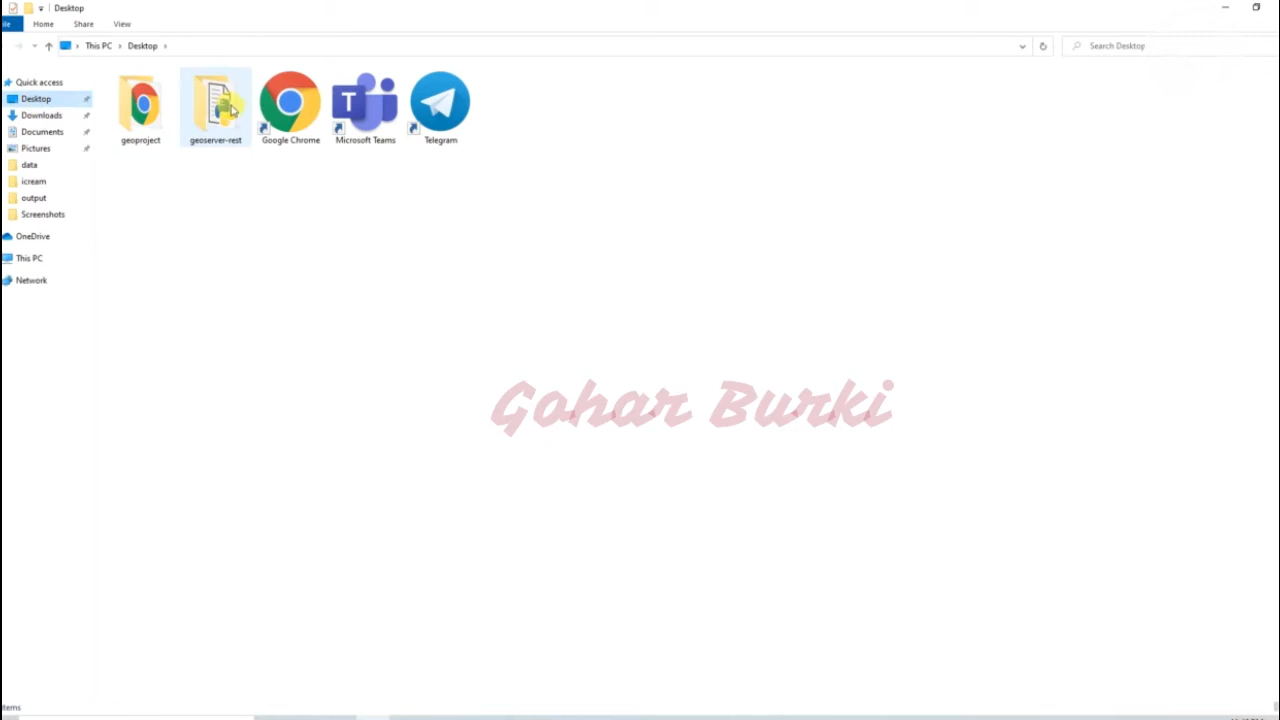 Desktop
Home Share View
This PC Desktop
Search Desktop
Quick access
Desktop
Downloads
Documents
Pictures
data
icream
output
Screenshots
OneDrive
This PC
Network
geoproject
geoserver-rest
Google Chrome
Microsoft Teams
Telegram
Gohar Burki